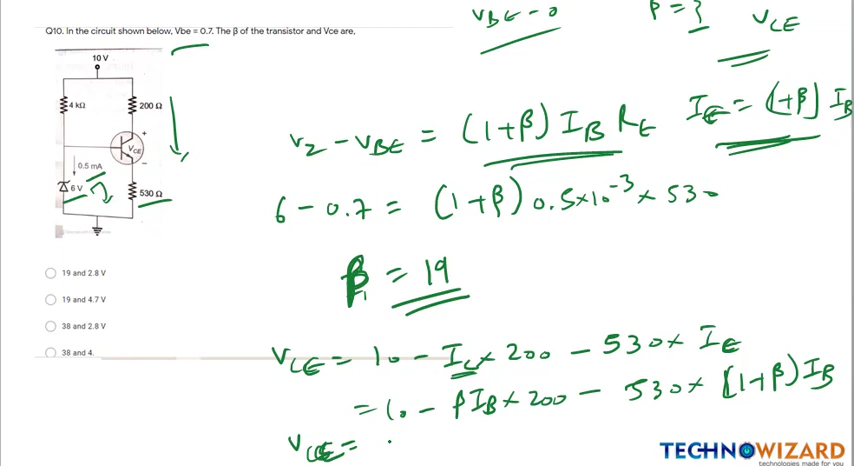 Q10. In the circuit shown below, Vbe = 0.7. The β of the transistor and Vce are,
10 V
4 kΩ
200 Ω
+
VCE
−
0.5 mA
6 V
530 Ω
19 and 2.8 V
19 and 4.7 V
38 and 2.8 V
38 and 4.
VBE = 0
β = ?
VCE
VZ − VBE = (1+β) IB RE
IE = (1+β) IB
6 − 0.7 = (1+β) 0.5×10⁻³ × 530
β = 19
VCE = 10 − IC × 200 − 530 × IE
= 10 − βIB × 200 − 530 × (1+β) IB
VCE =
TECHNOWIZARD
technologies made for you